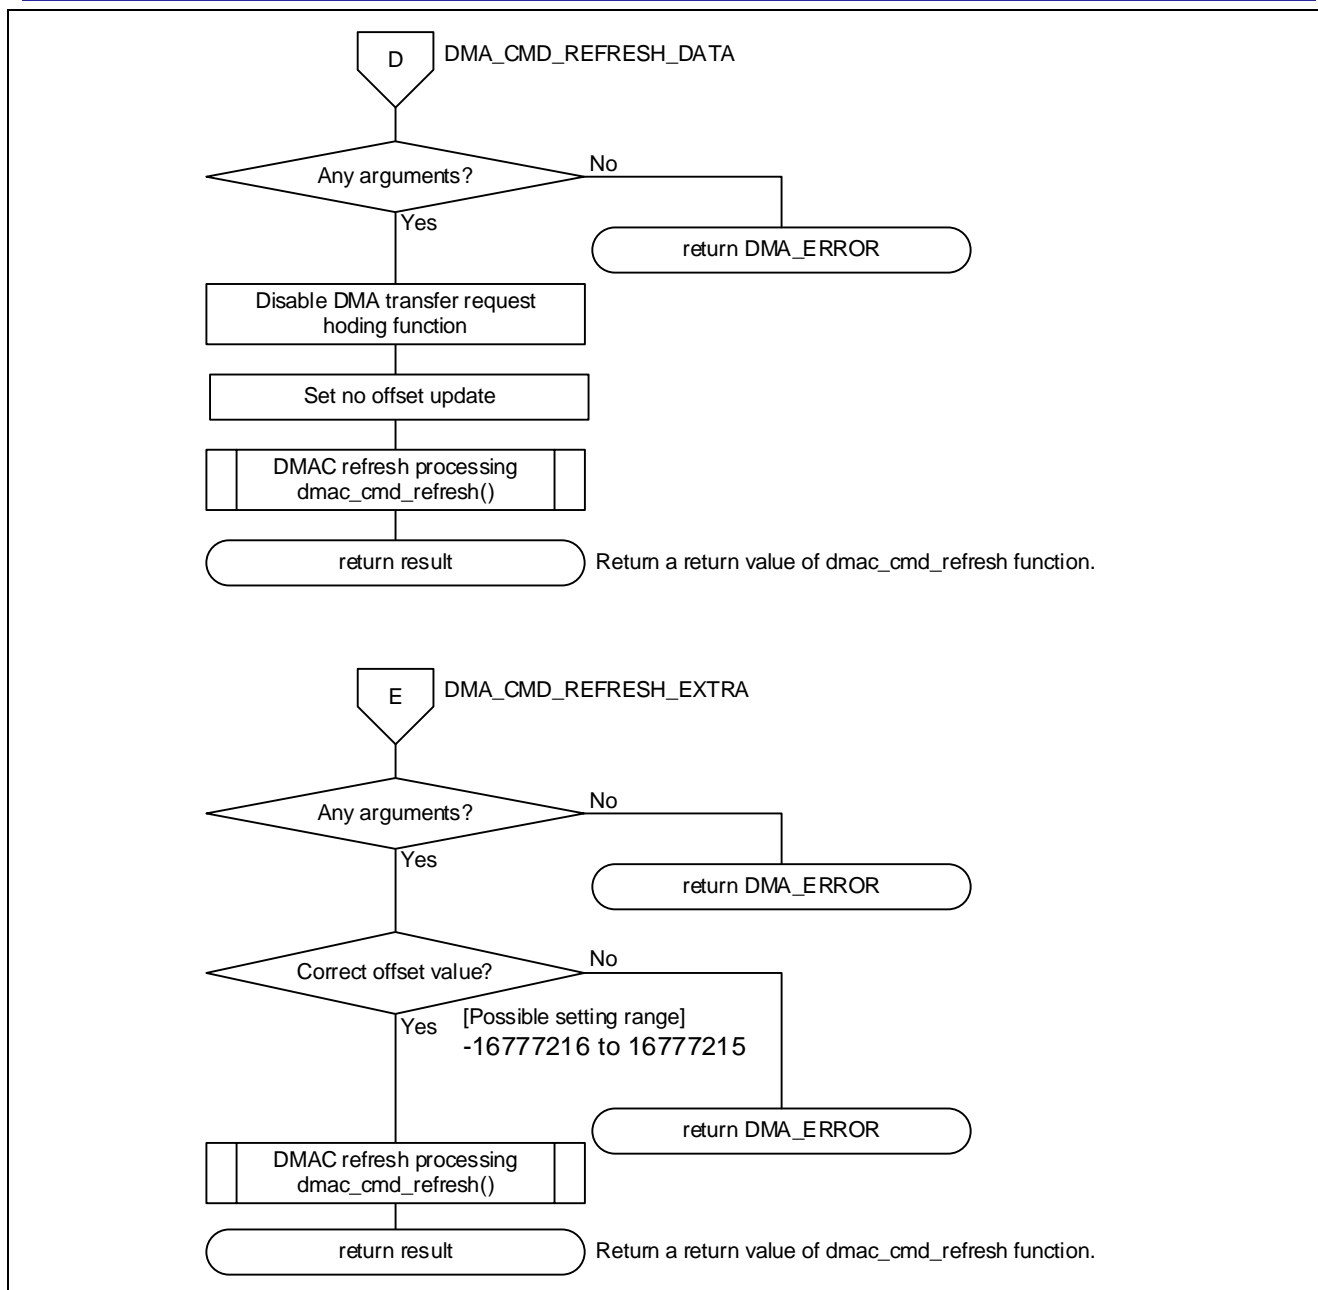 D
DMA_CMD_REFRESH_DATA
Any arguments?
No
Yes
return DMA_ERROR
Disable DMA transfer request
hoding function
Set no offset update
DMAC refresh processing
dmac_cmd_refresh()
return result
Return a return value of dmac_cmd_refresh function.
E
DMA_CMD_REFRESH_EXTRA
Any arguments?
No
Yes
return DMA_ERROR
Correct offset value?
No
Yes
[Possible setting range]
-16777216 to 16777215
return DMA_ERROR
DMAC refresh processing
dmac_cmd_refresh()
return result
Return a return value of dmac_cmd_refresh function.